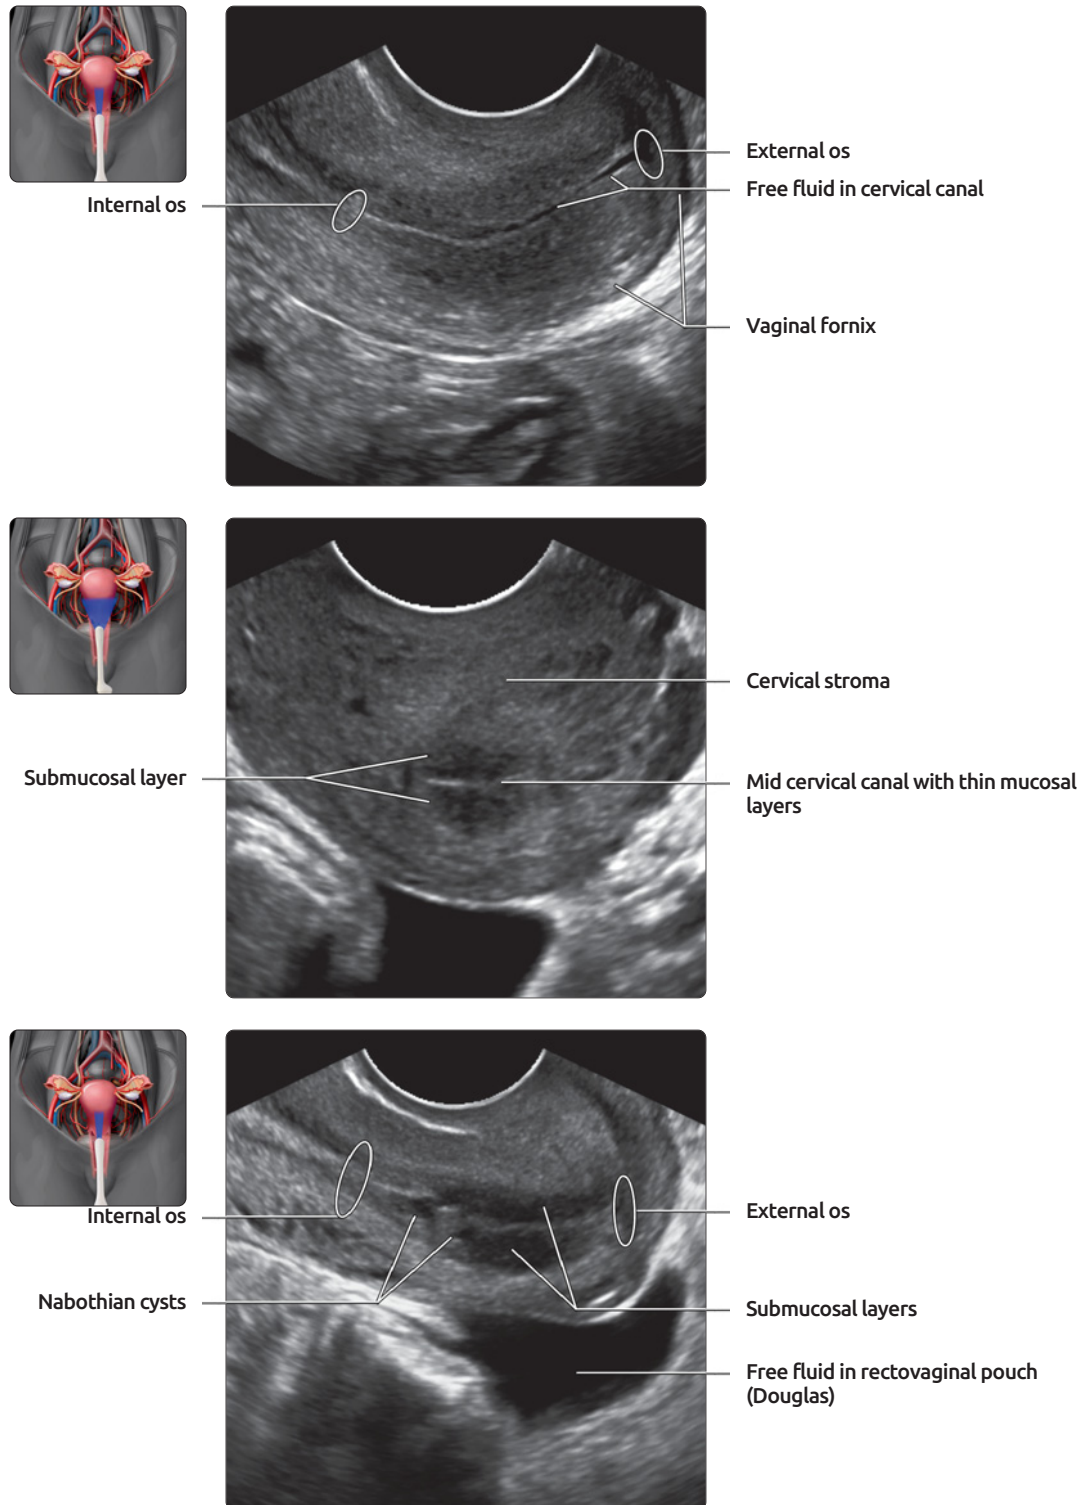 External os
Free fluid in cervical canal
Internal os
Vaginal fornix
Cervical stroma
Submucosal layer
Mid cervical canal with thin mucosal
layers
Internal os
External os
Nabothian cysts
Submucosal layers
Free fluid in rectovaginal pouch
(Douglas)